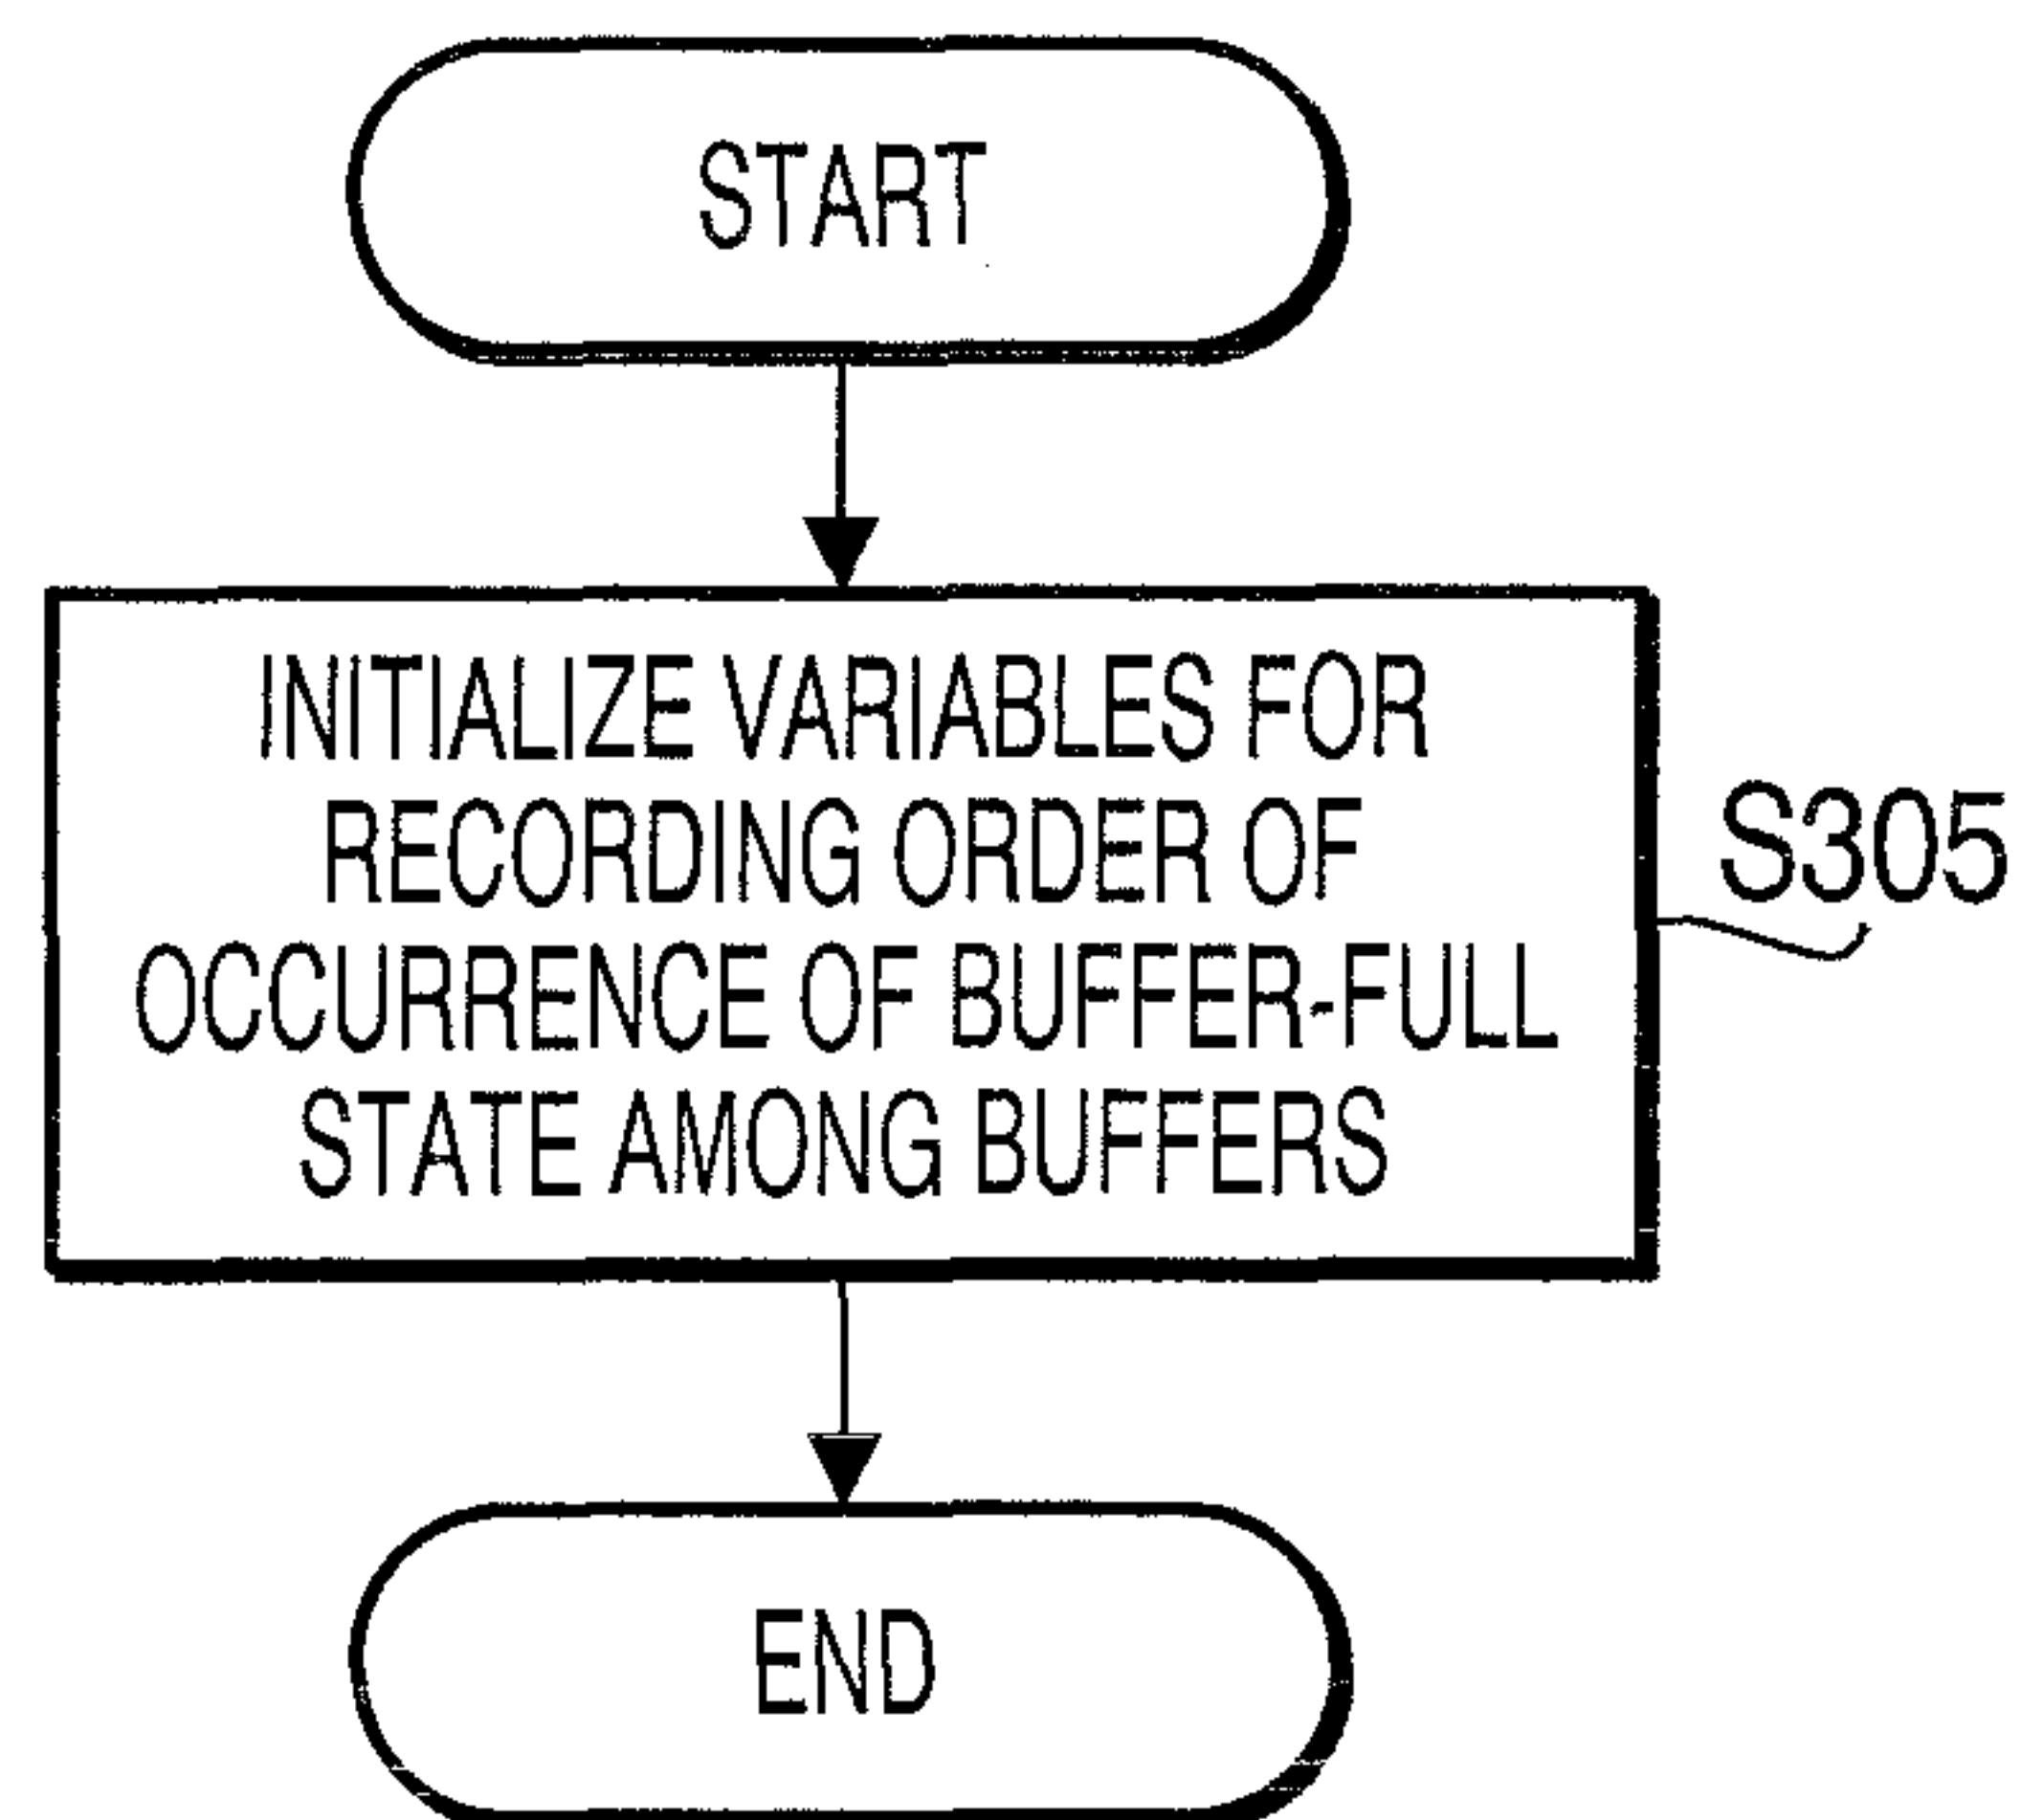 START
INITIALIZE VARIABLES FOR
RECORDING ORDER OF
OCCURRENCE OF BUFFER-FULL
STATE AMONG BUFFERS
S305
END